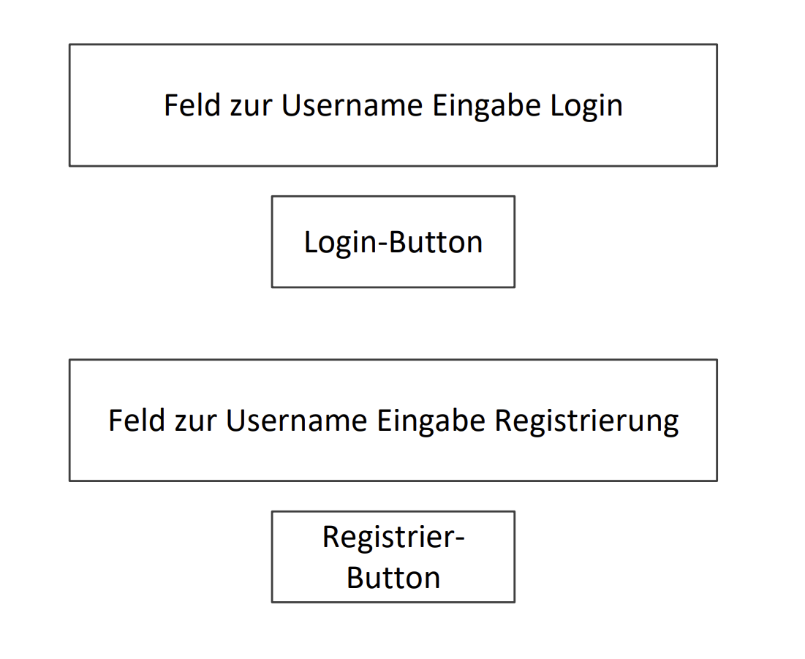 Feld zur Username Eingabe Login
Login-Button
Feld zur Username Eingabe Registrierung
Registrier-
Button